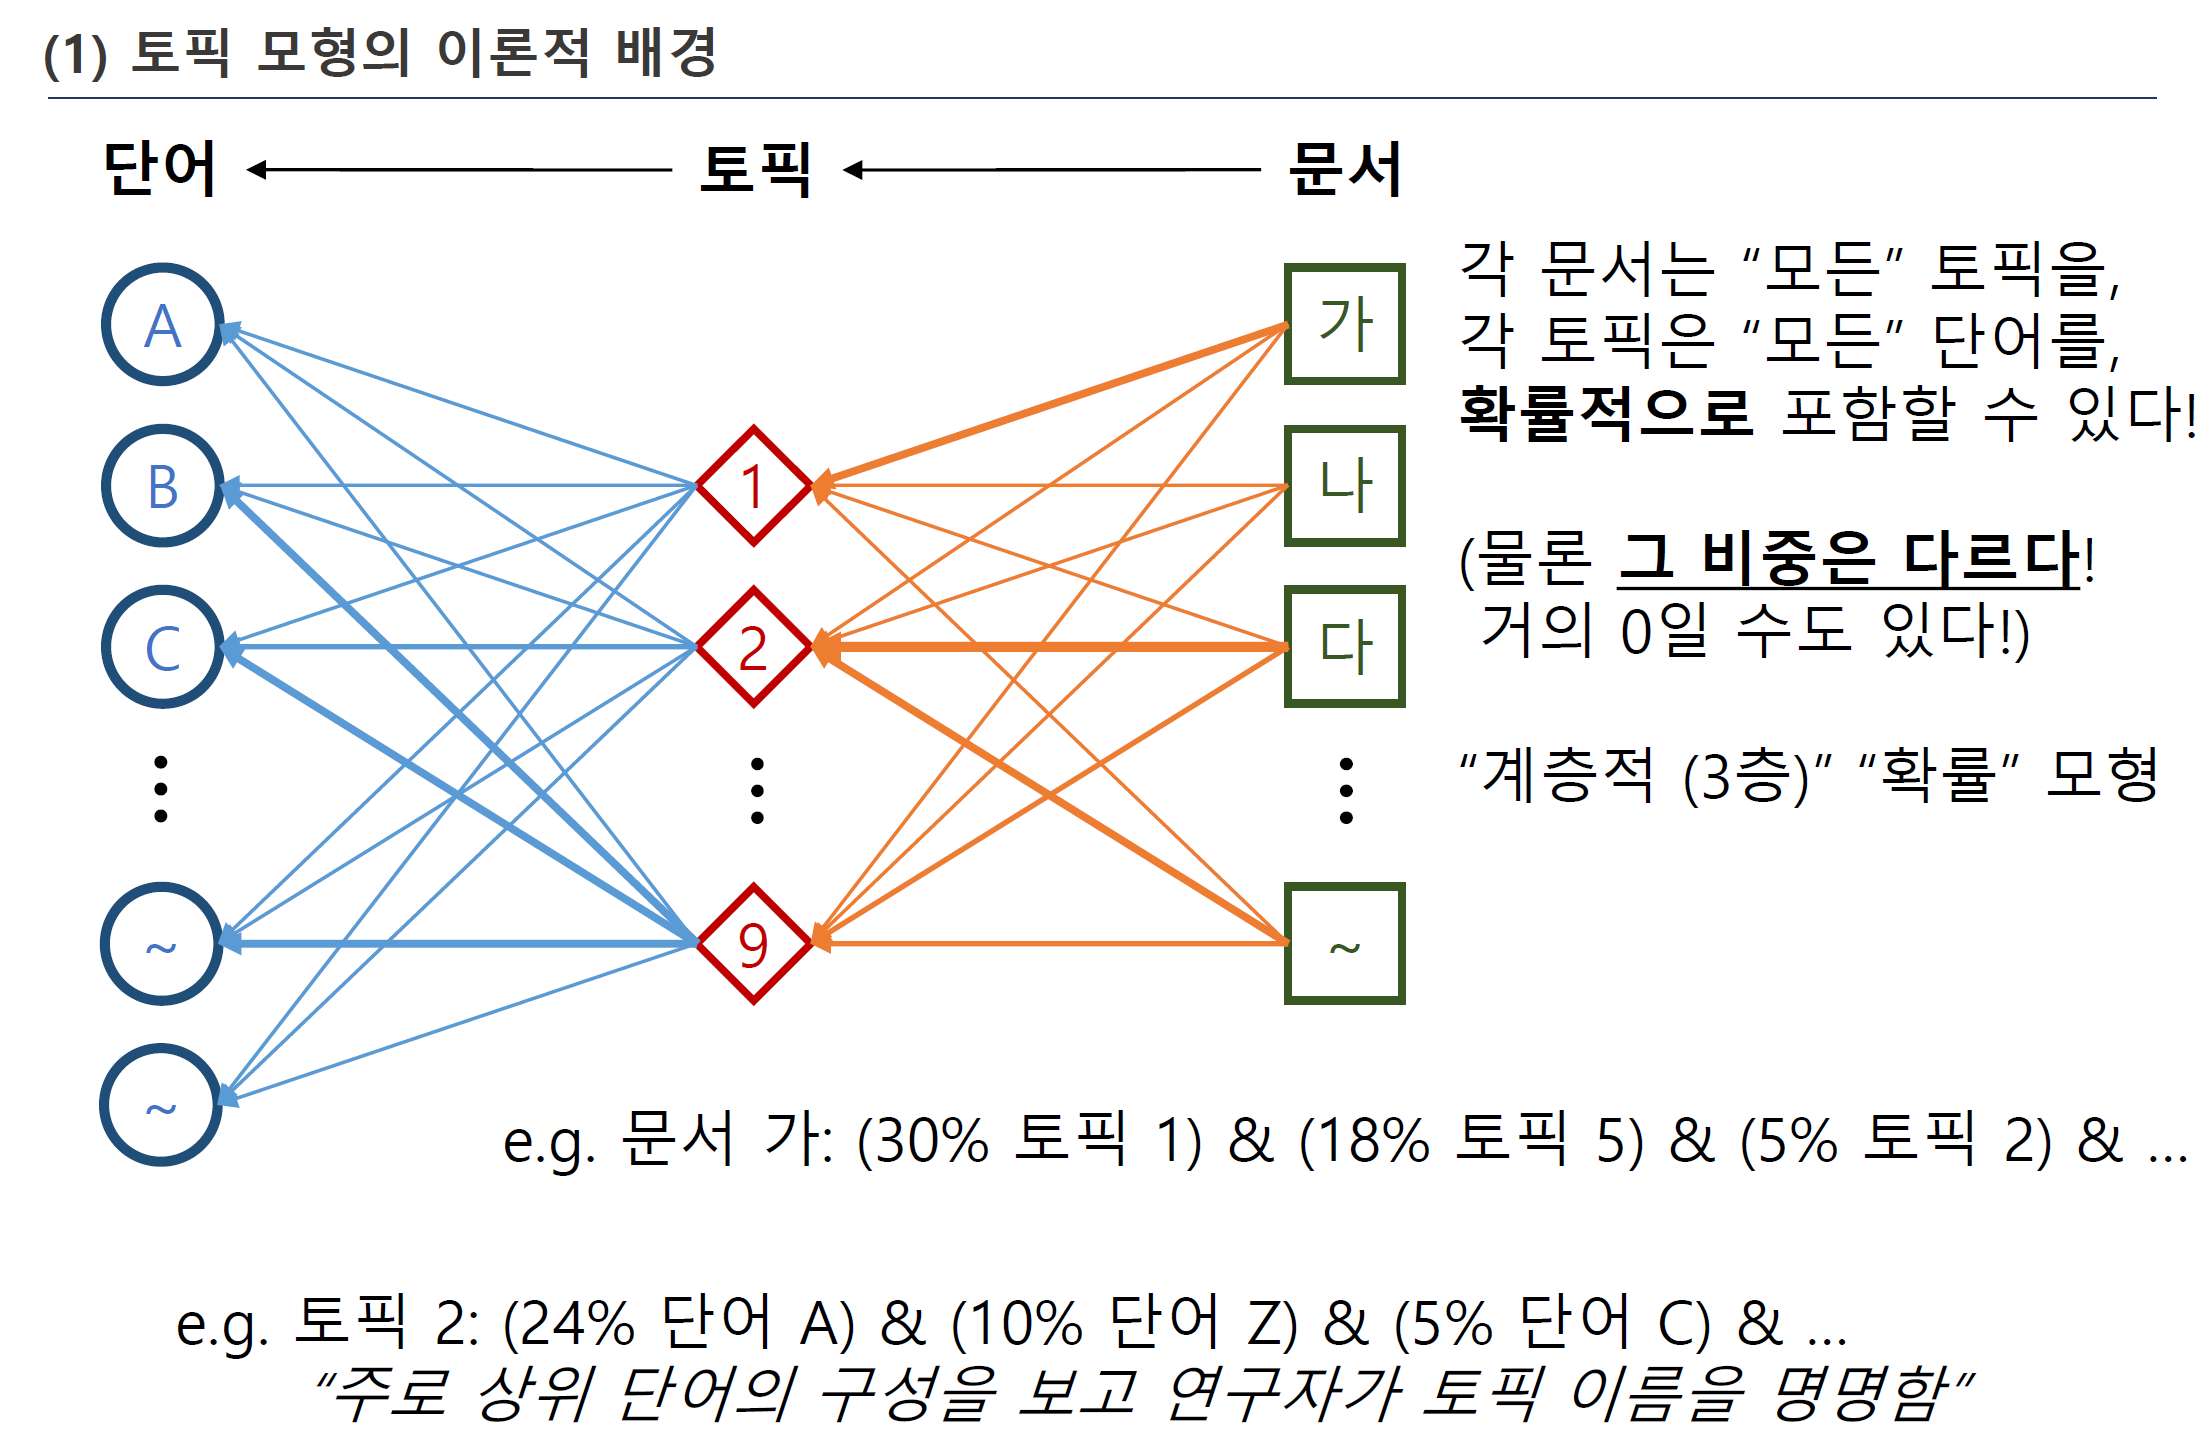 (1) 토픽 모형의 이론적 배경
단어 토픽 문서
A
B
C
~
~
1
2
9
가
나
다
~
각 문서는 “모든” 토픽을,
각 토픽은 “모든” 단어를,
확률적으로 포함할 수 있다!
(물론 그 비중은 다르다!
거의 0일 수도 있다!)
“계층적 (3층)” “확률” 모형
e.g. 문서 가: (30% 토픽 1) & (18% 토픽 5) & (5% 토픽 2) & ...
e.g. 토픽 2: (24% 단어 A) & (10% 단어 Z) & (5% 단어 C) & ...
“주로 상위 단어의 구성을 보고 연구자가 토픽 이름을 명명함”